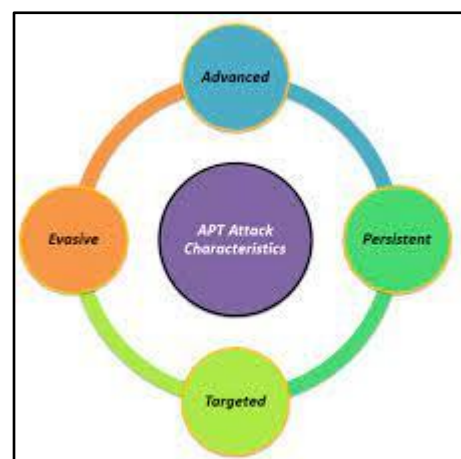 Advanced
Evasive
APT Attack
Characteristics
Persistent
Targeted